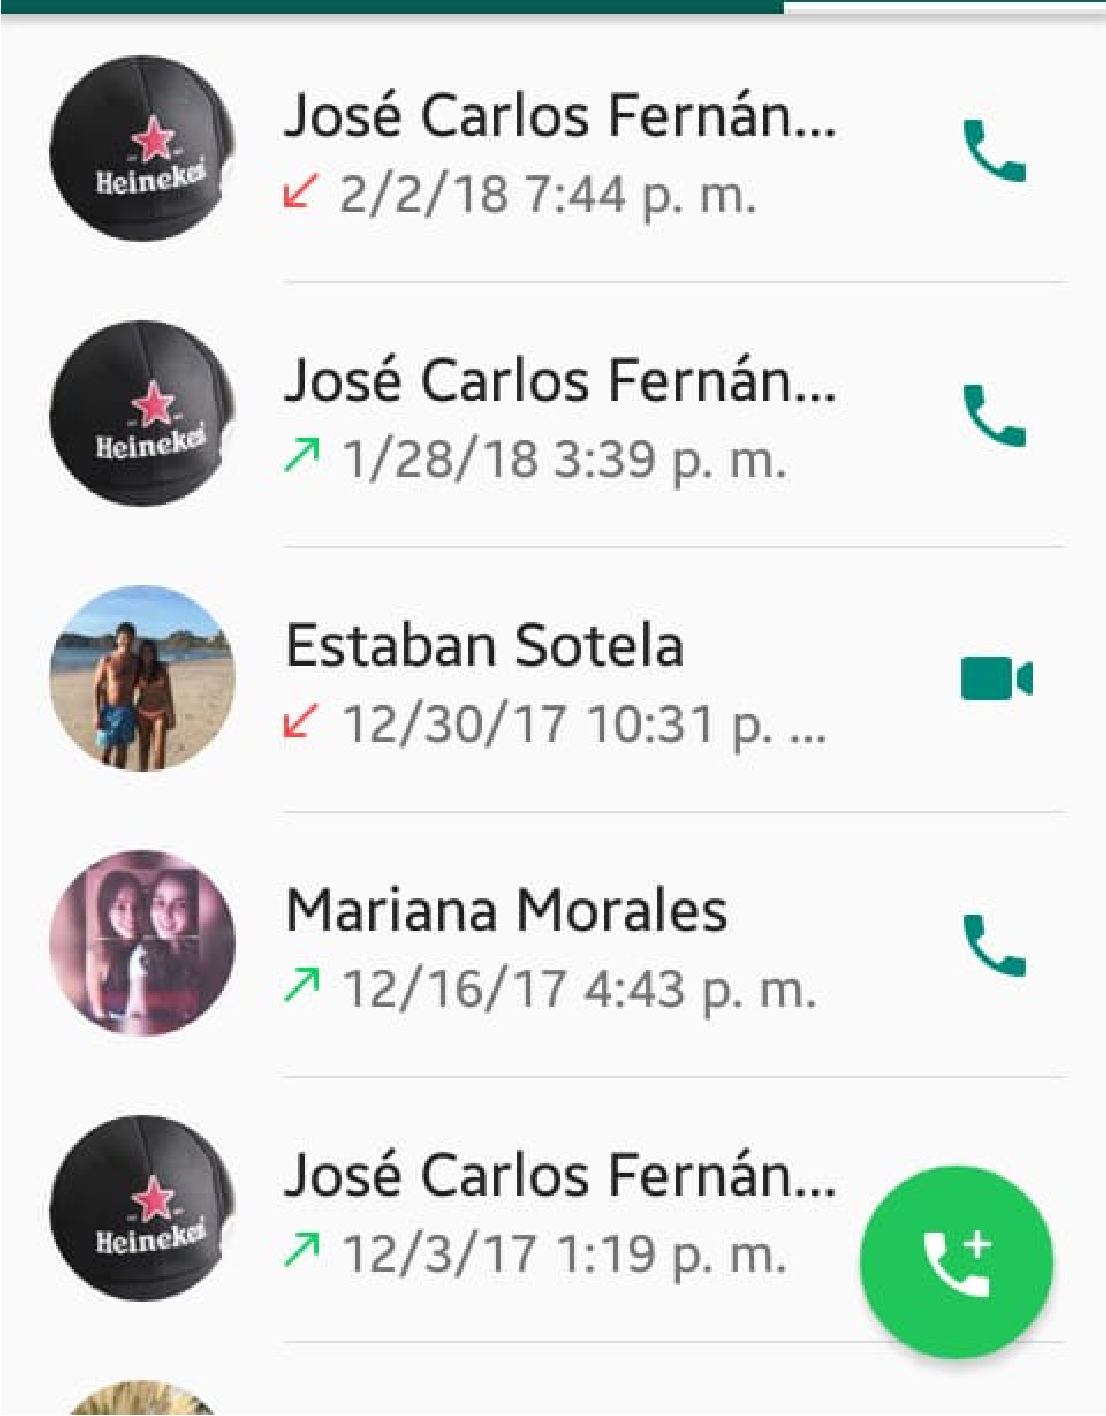 José Carlos Fernán...
2/2/18 7:44 p. m.
Heineken
José Carlos Fernán...
1/28/18 3:39 p. m.
Heineken
Estaban Sotela
12/30/17 10:31 p. ...
Mariana Morales
12/16/17 4:43 p. m.
José Carlos Fernán...
12/3/17 1:19 p. m.
Heineken